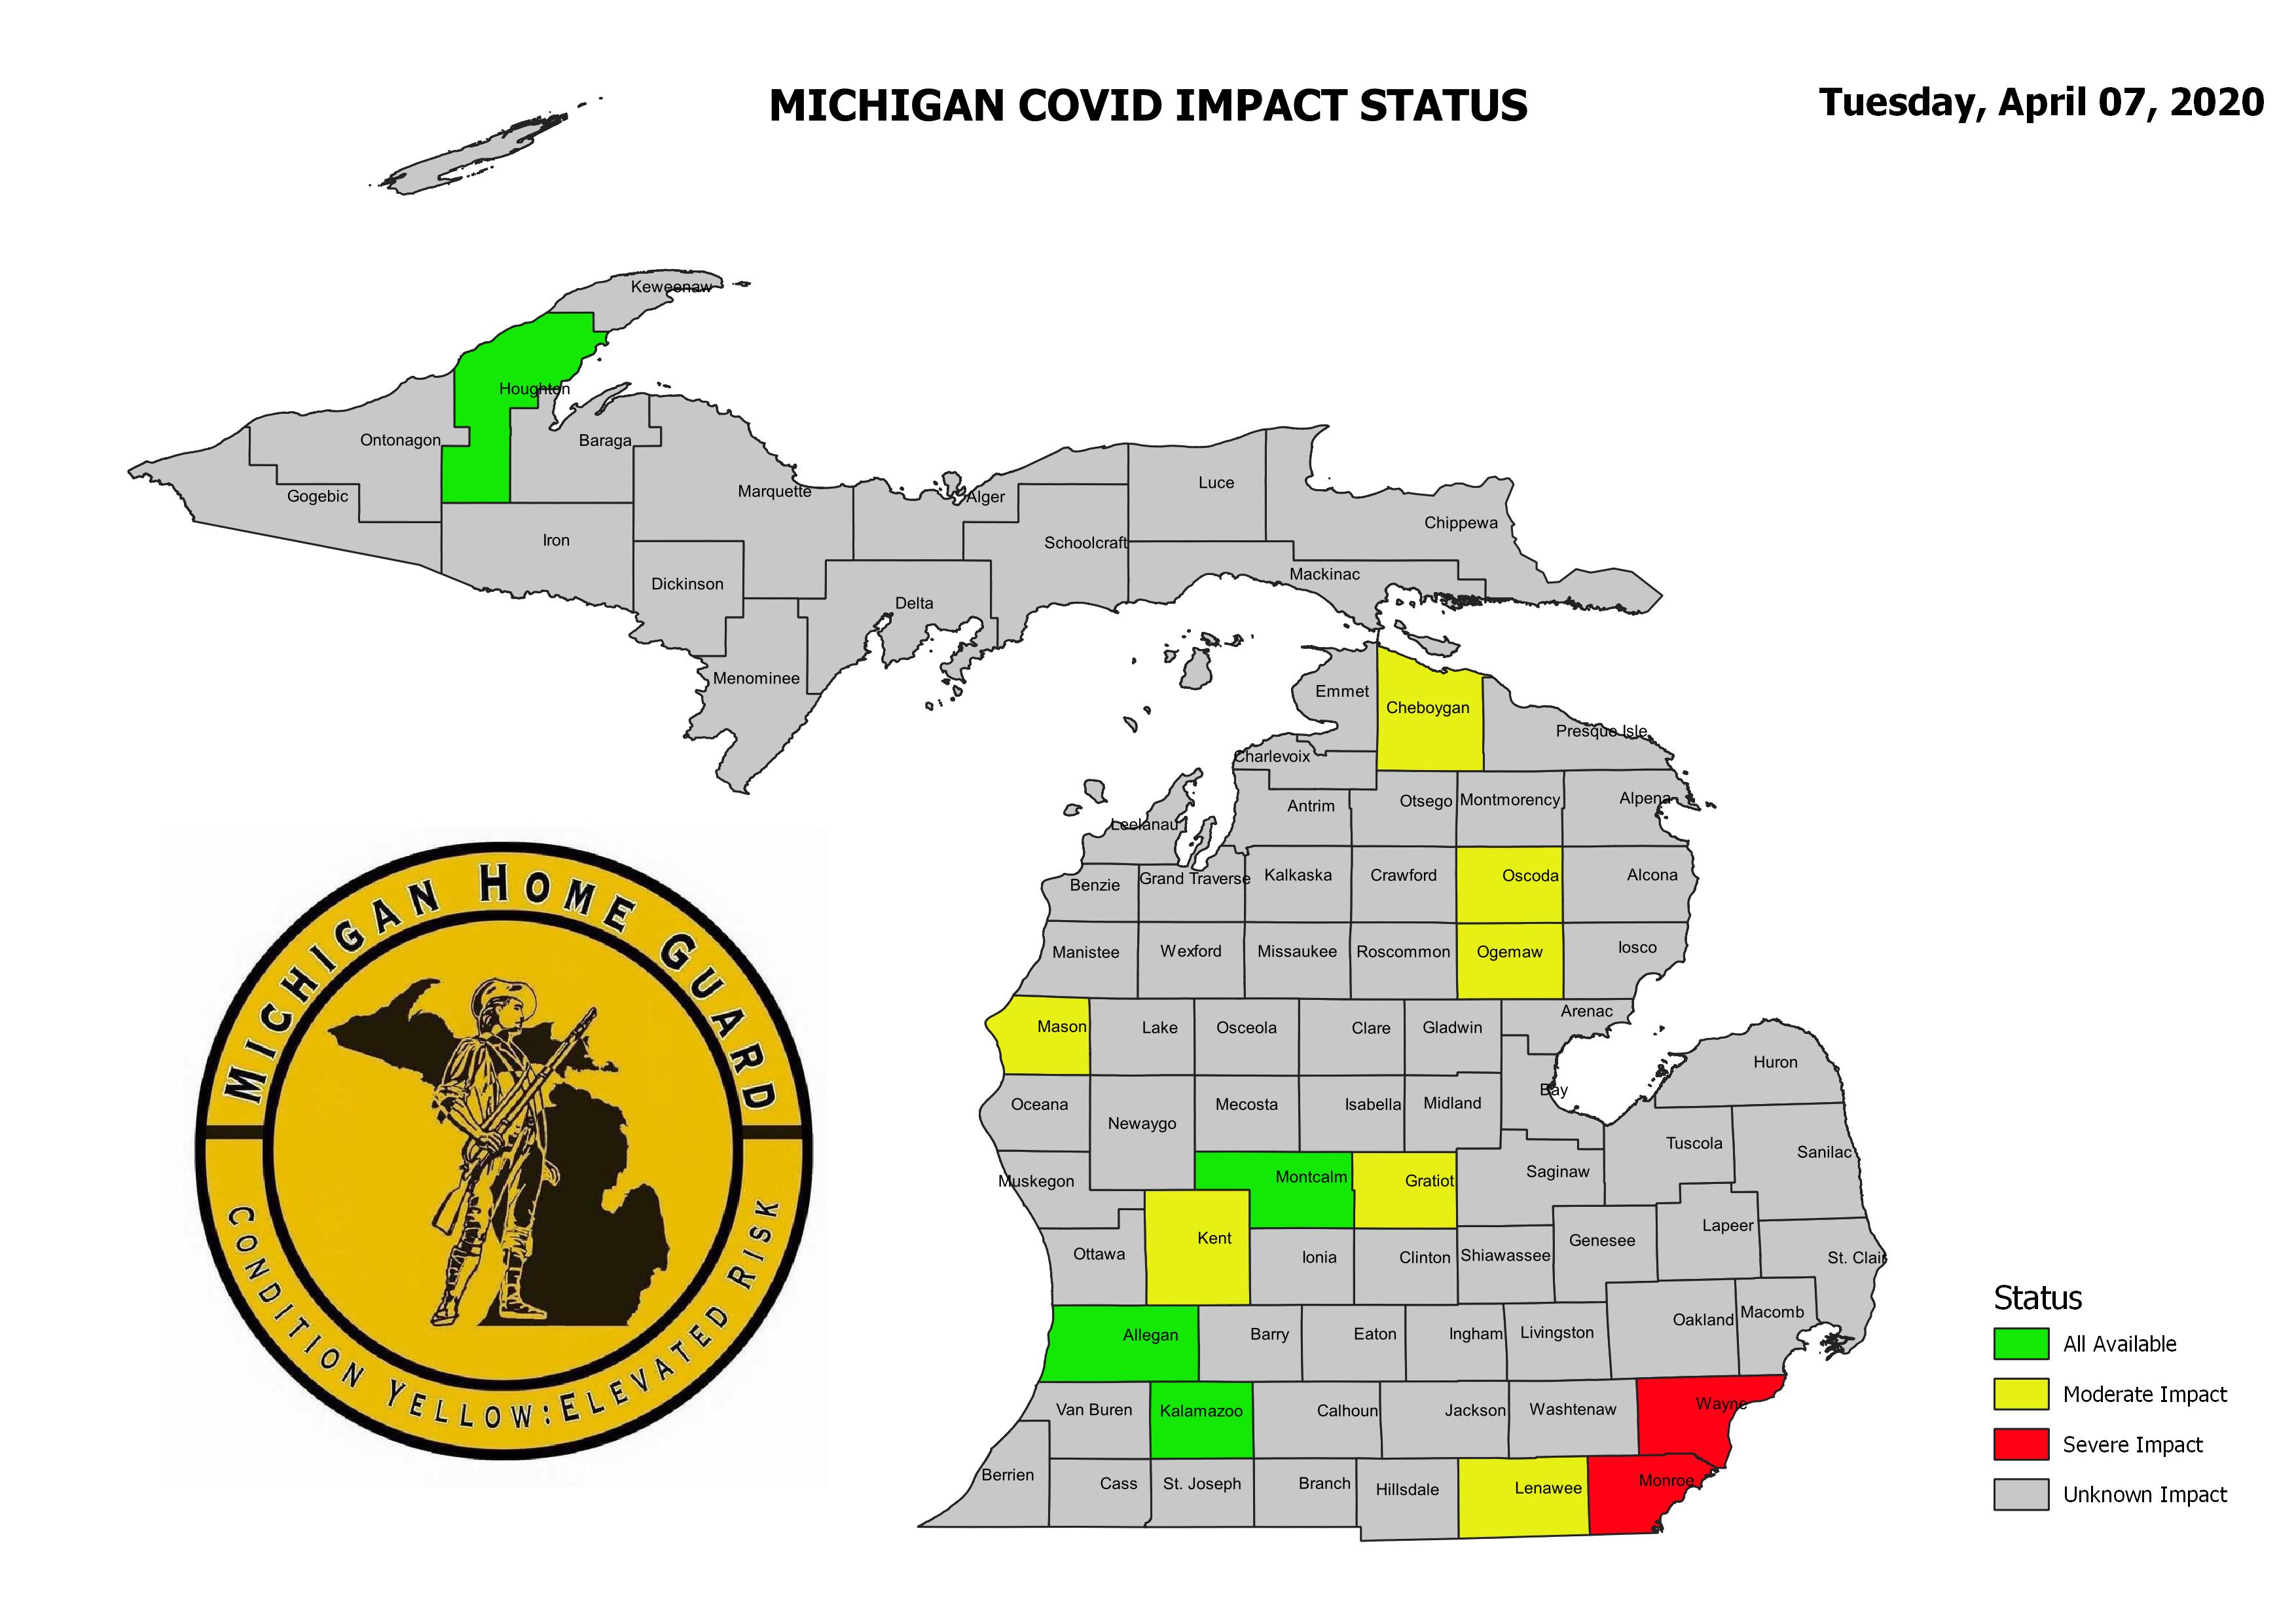 MICHIGAN COVID IMPACT STATUS
Tuesday, April 07, 2020
Keweenaw
Houghton
Ontonagon
Baraga
Gogebic
Marquette
Alger
Luce
Chippewa
Iron
Schoolcraft
Mackinac
Dickinson
Delta
Menominee
Emmet
Cheboygan
Presque Isle
Charlevoix
Antrim
Otsego
Montmorency
Alpena
Leelanau
Benzie
Grand Traverse
Kalkaska
Crawford
Oscoda
Alcona
Manistee
Wexford
Missaukee
Roscommon
Ogemaw
Iosco
Mason
Lake
Osceola
Clare
Gladwin
Arenac
Huron
Oceana
Newaygo
Mecosta
Isabella
Midland
Bay
Tuscola
Sanilac
Muskegon
Montcalm
Gratiot
Saginaw
Ottawa
Kent
Ionia
Clinton
Shiawassee
Genesee
Lapeer
St. Clair
Allegan
Barry
Eaton
Ingham
Livingston
Oakland
Macomb
Van Buren
Kalamazoo
Calhoun
Jackson
Washtenaw
Wayne
Berrien
Cass
St. Joseph
Branch
Hillsdale
Lenawee
Monroe
MICHIGAN HOME GUARD
CONDITION YELLOW: ELEVATED RISK
Status
All Available
Moderate Impact
Severe Impact
Unknown Impact